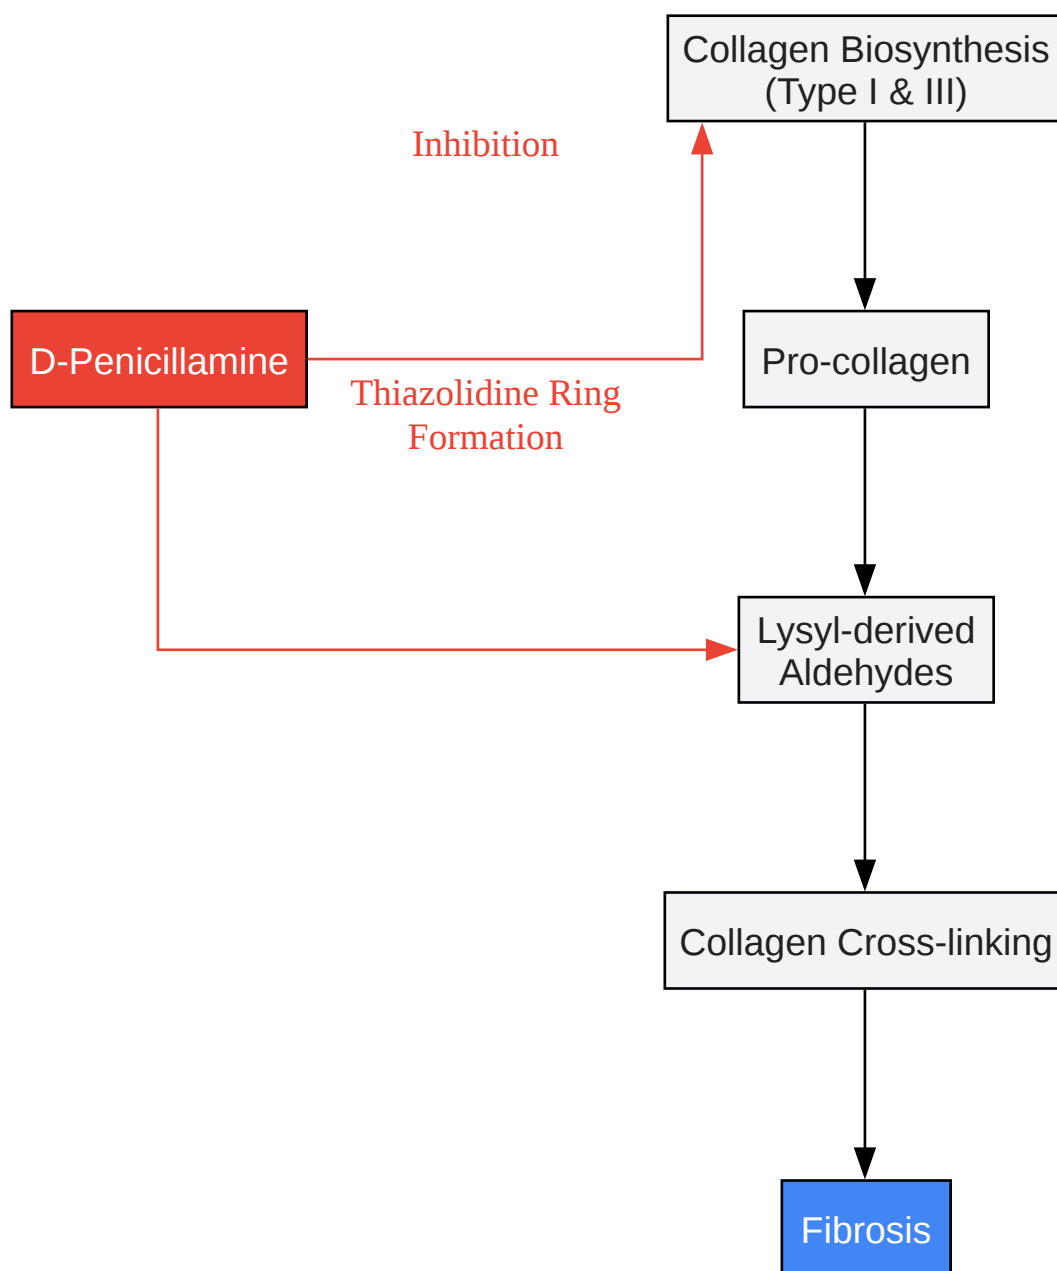 Collagen Biosynthesis
(Type I & III)
Inhibition
D-Penicillamine
Pro-collagen
Thiazolidine Ring
Formation
Lysyl-derived
Aldehydes
Collagen Cross-linking
Fibrosis